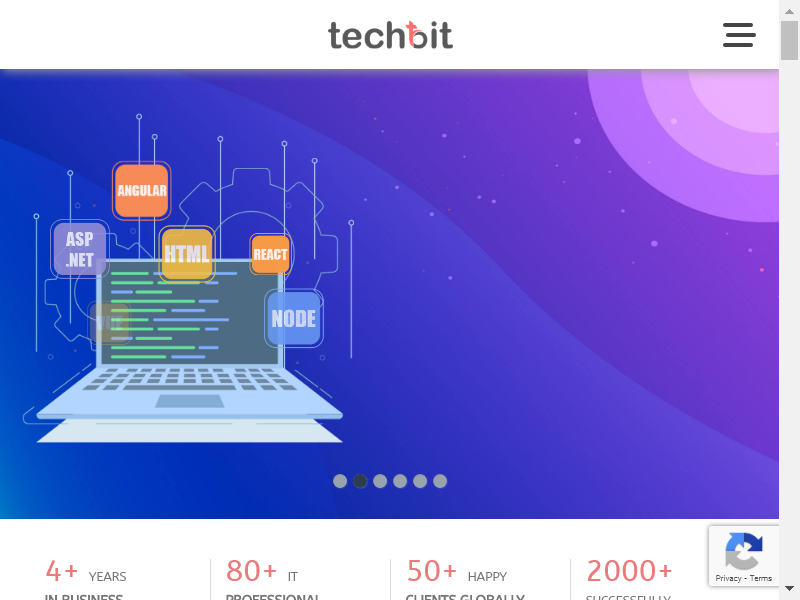 techbit
ANGULAR
ASP
.NET
HTML
REACT
NODE
4+ YEARS
IN BUSINESS
80+ IT
PROFESSIONAL
50+ HAPPY
CLIENTS GLOBALLY
2000+
SUCCESSFULLY
Privacy - Terms